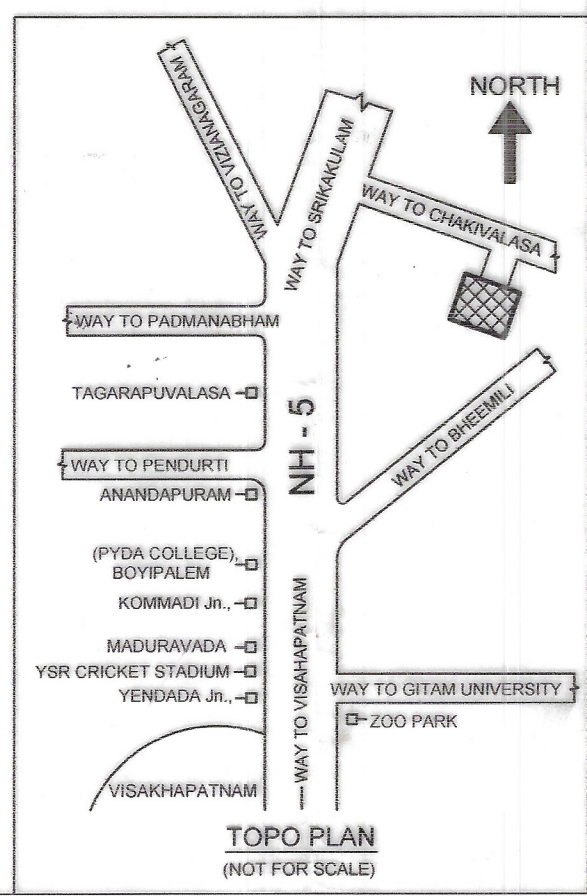 NORTH
WAY TO VIZIANAGARAM
WAY TO SRIKAKULAM
WAY TO CHAKIVALASA
WAY TO PADMANABHAM
TAGARAPUVALASA
NH - 5
WAY TO BHEEMILI
WAY TO PENDURTI
ANANDAPURAM
(PYDA COLLEGE),
BOYIPALEM
KOMMADI Jn.,
MADURAVADA
YSR CRICKET STADIUM
YENDADA Jn.,
WAY TO VISAHAPATNAM
WAY TO GITAM UNIVERSITY
ZOO PARK
VISAKHAPATNAM
TOPO PLAN
(NOT FOR SCALE)